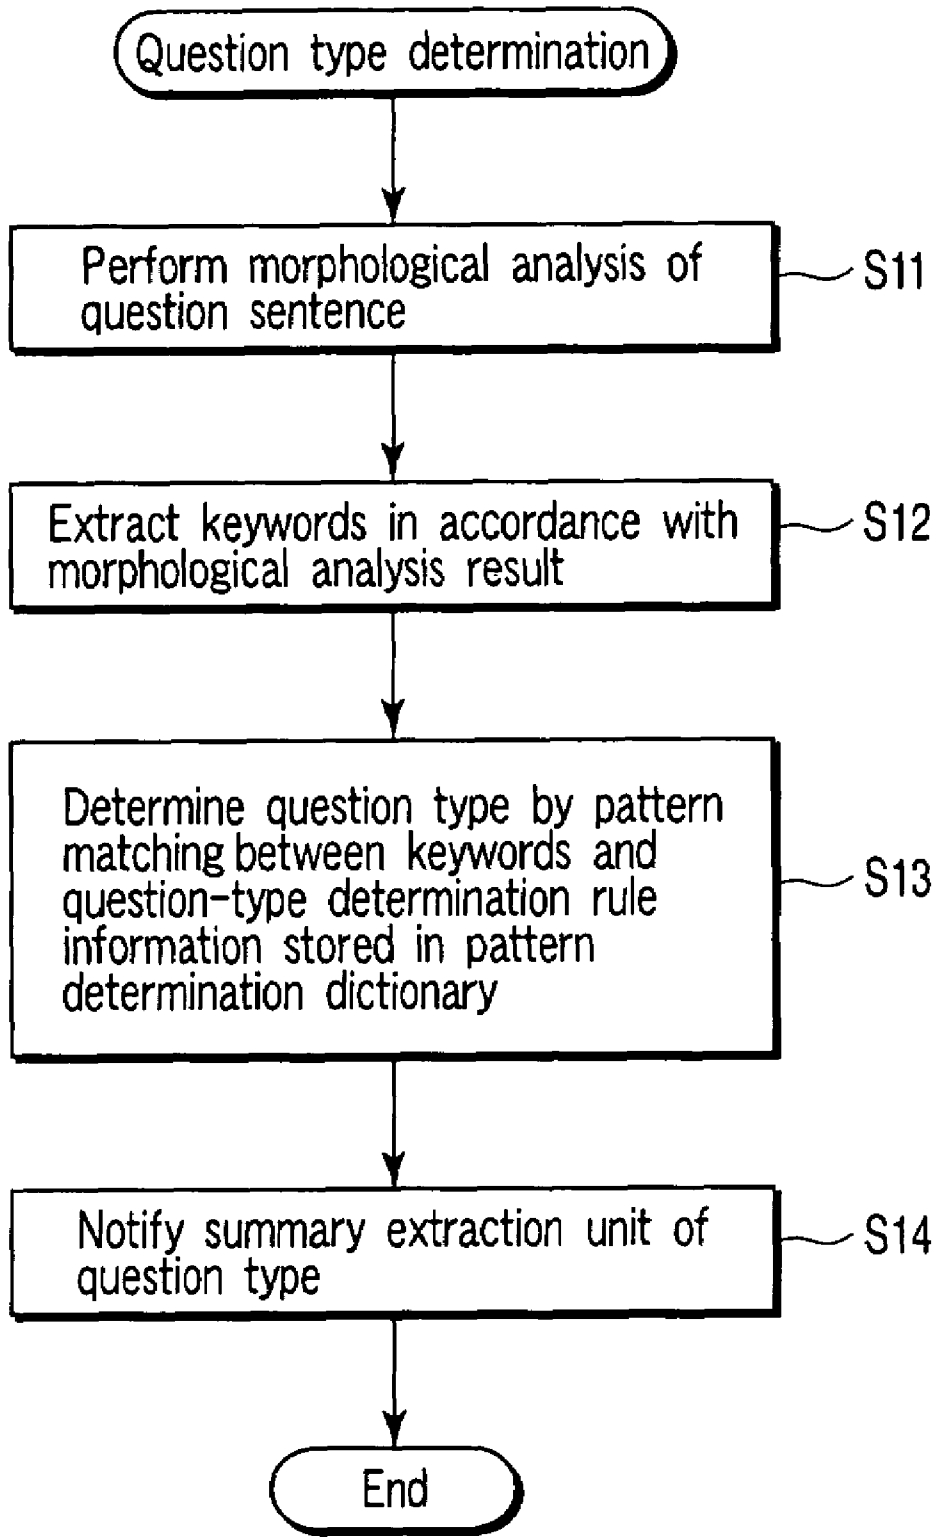 Question type determination
Perform morphological analysis of
question sentence
S11
Extract keywords in accordance with
morphological analysis result
S12
Determine question type by pattern
matching between keywords and
question-type determination rule
information stored in pattern
determination dictionary
S13
Notify summary extraction unit of
question type
S14
End